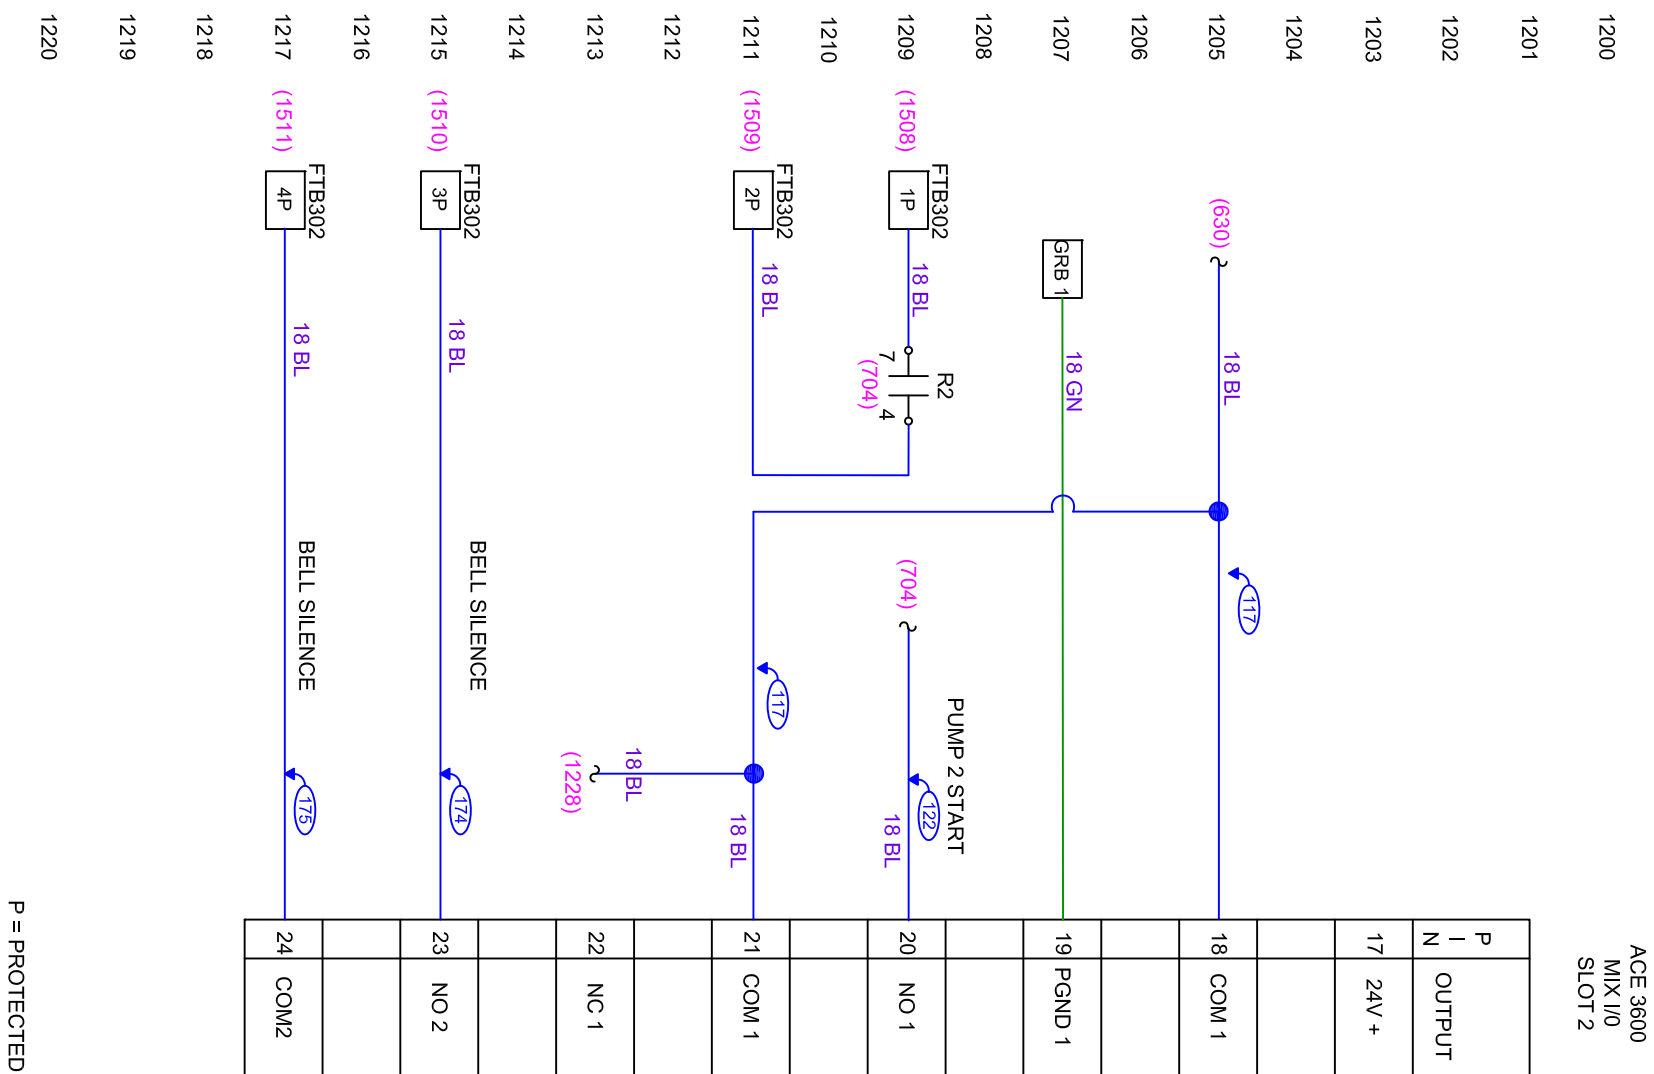 ACE 3600
MIX I/0
SLOT 2
1200
1201
P
I
N
OUTPUT
1202
1203
17
24V +
1204
1205
(630)
18 BL
117
18
COM 1
1206
1207
GRB 1
18 GN
19
PGND 1
1208
1209
(1508)
FTB302
1P
18 BL
R2
7
4
(704)
(704)
PUMP 2 START
122
18 BL
20
NO 1
1210
1211
(1509)
FTB302
2P
18 BL
117
18 BL
21
COM 1
1212
18 BL
1213
(1228)
22
NC 1
1214
1215
(1510)
FTB302
3P
18 BL
BELL SILENCE
174
23
NO 2
1216
1217
(1511)
FTB302
4P
18 BL
BELL SILENCE
175
24
COM2
1218
1219
1220
P = PROTECTED